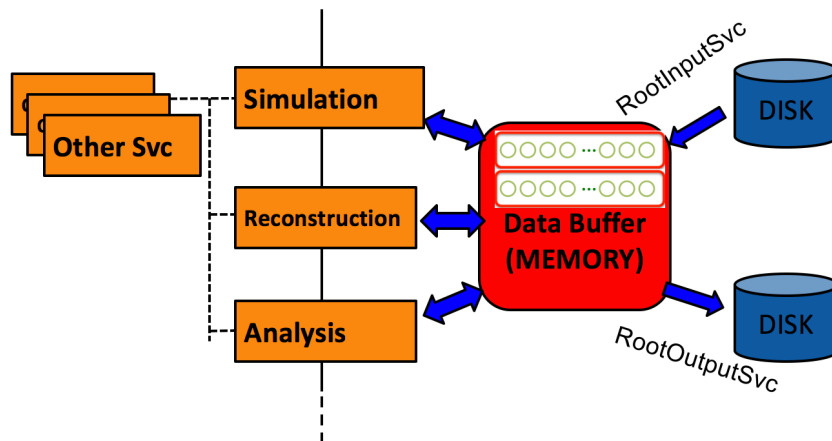 Simulation
Other Svc
Reconstruction
Analysis
Data Buffer
(MEMORY)
RootInputSvc
DISK
RootOutputSvc
DISK